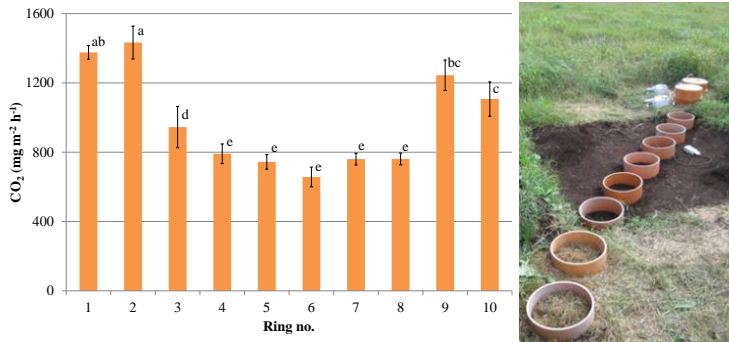 1600
1200
800
400
0
CO2 (mg m-2 h-1)
ab
a
d
e
e
e
e
e
bc
c
1 2 3 4 5 6 7 8 9 10
Ring no.